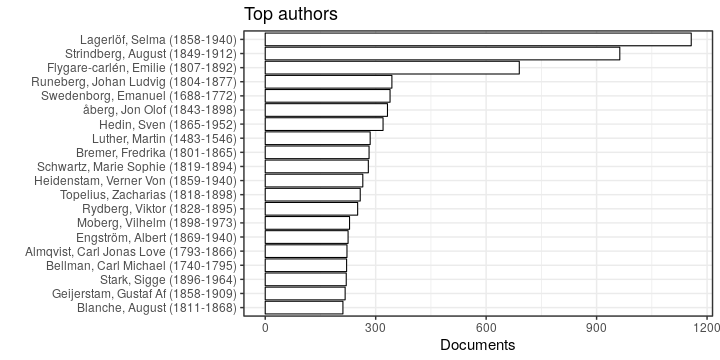 Top authors
Lagerlöf, Selma (1858-1940)
Strindberg, August (1849-1912)
Flygare-carlén, Emilie (1807-1892)
Runeberg, Johan Ludvig (1804-1877)
Swedenborg, Emanuel (1688-1772)
åberg, Jon Olof (1843-1898)
Hedin, Sven (1865-1952)
Luther, Martin (1483-1546)
Bremer, Fredrika (1801-1865)
Schwartz, Marie Sophie (1819-1894)
Heidenstam, Verner Von (1859-1940)
Topelius, Zacharias (1818-1898)
Rydberg, Viktor (1828-1895)
Moberg, Vilhelm (1898-1973)
Engström, Albert (1869-1940)
Almqvist, Carl Jonas Love (1793-1866)
Bellman, Carl Michael (1740-1795)
Stark, Sigge (1896-1964)
Geijerstam, Gustaf Af (1858-1909)
Blanche, August (1811-1868)
0 300 600 900 1200
Documents